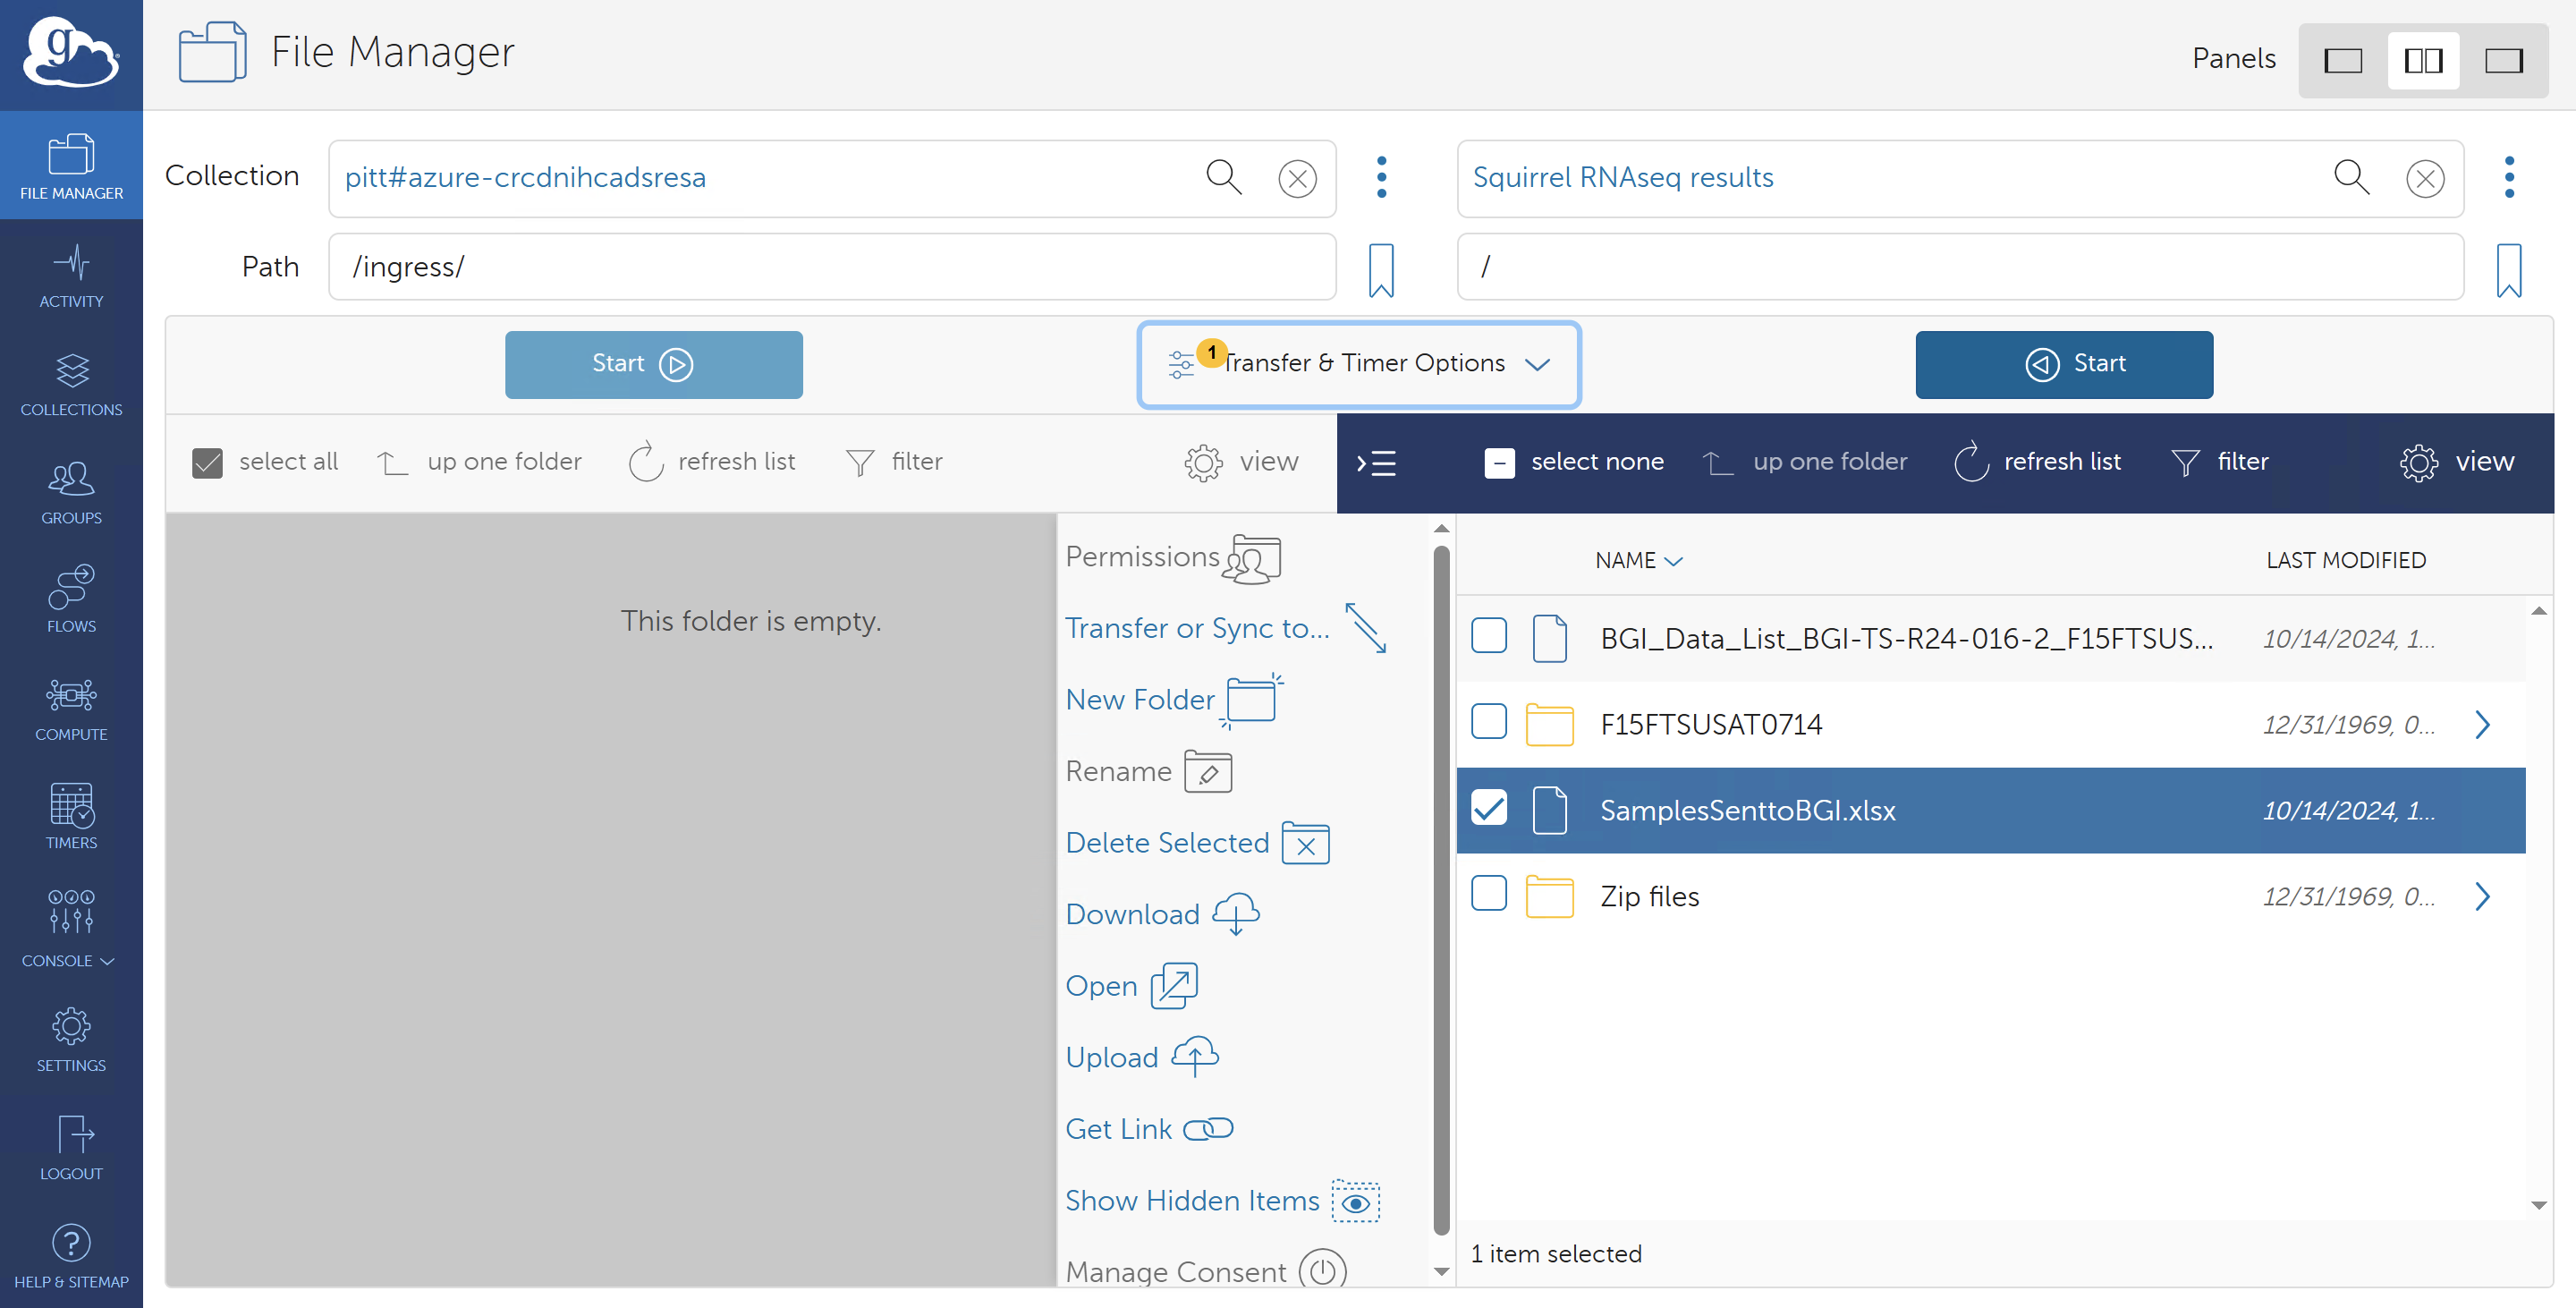 g
File Manager
Panels
FILE MANAGER
ACTIVITY
COLLECTIONS
GROUPS
FLOWS
COMPUTE
TIMERS
CONSOLE
SETTINGS
LOGOUT
HELP & SITEMAP
Collection
pitt#azure-crcdnihcadsresa
Squirrel RNAseq results
Path
/ingress/
/
Start
1
Transfer & Timer Options
Start
select all
up one folder
refresh list
filter
view
select none
up one folder
refresh list
filter
view
This folder is empty.
Permissions
Transfer or Sync to...
New Folder
Rename
Delete Selected
Download
Open
Upload
Get Link
Show Hidden Items
Manage Consent
NAME
LAST MODIFIED
BGI_Data_List_BGI-TS-R24-016-2_F15FTSUS...
10/14/2024, 1...
F15FTSUSAT0714
12/31/1969, 0...
SamplesSenttoBGI.xlsx
10/14/2024, 1...
Zip files
12/31/1969, 0...
1 item selected